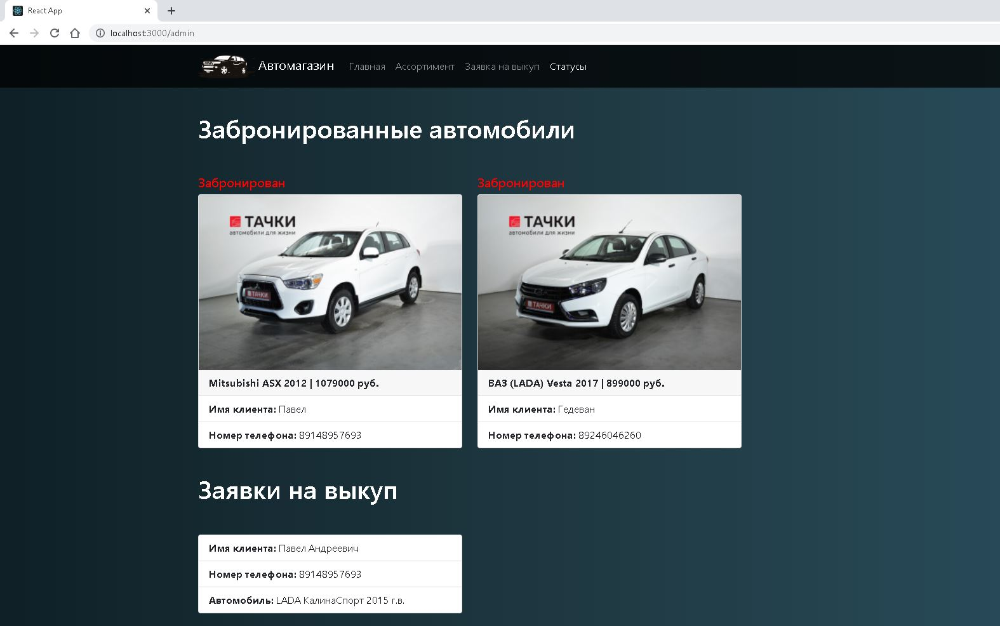 React App
localhost:3000/admin
Автомагазин Главная Ассортимент Заявка на выкуп Статусы
Забронированные автомобили
Забронирован Забронирован
ТАЧКИ
автомобили для жизни
ТАЧКИ
ТАЧКИ
автомобили для жизни
ТАЧКИ
Mitsubishi ASX 2012 | 1079000 руб.
Имя клиента: Павел
Номер телефона: 89148957693
ВАЗ (LADA) Vesta 2017 | 899000 руб.
Имя клиента: Гедеван
Номер телефона: 89246046260
Заявки на выкуп
Имя клиента: Павел Андреевич
Номер телефона: 89148957693
Автомобиль: LADA КалинаСпорт 2015 г.в.